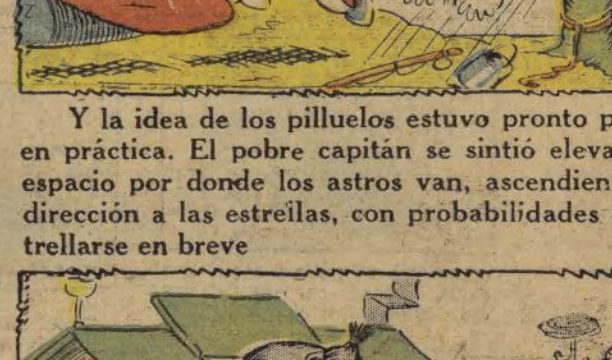 Y la idea de los pilluelos estuvo pronto p
en práctica. El pobre capitán se sintió eleva
espacio por donde los astros van, ascendien
dirección a las estrellas, con probabilidades
trellarse en breve